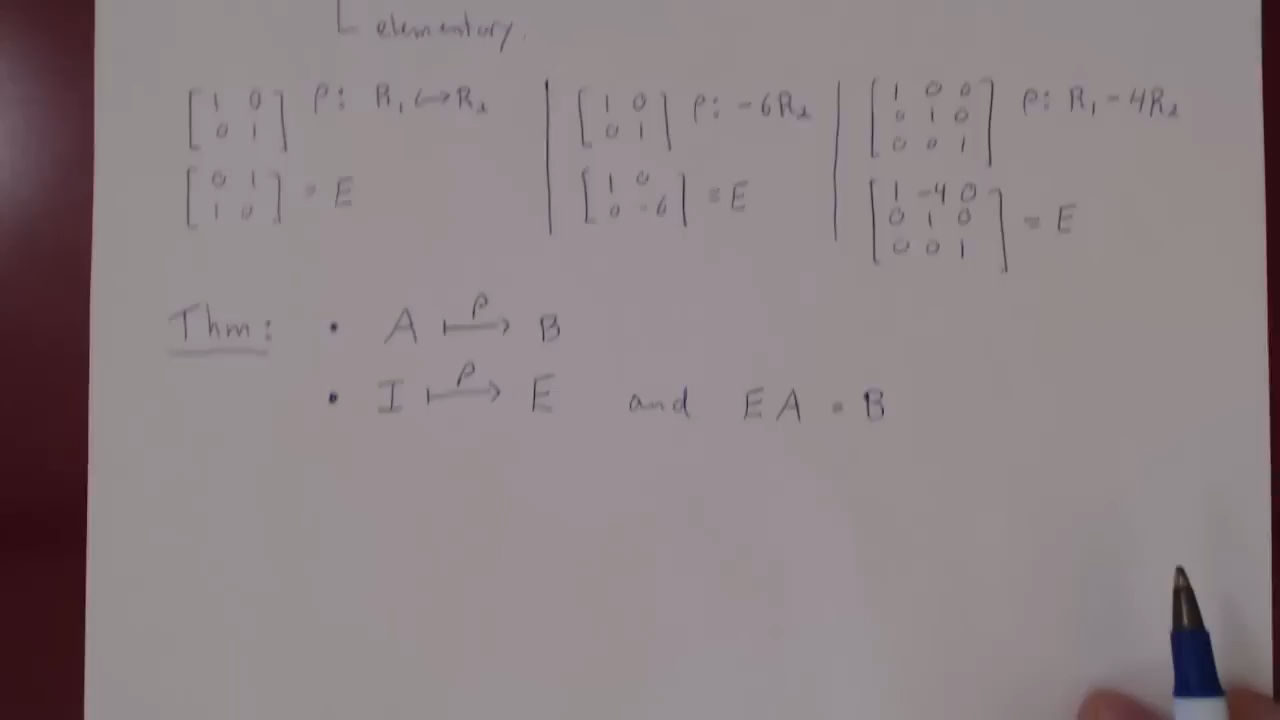 elementary.
[1 0; 0 1] ρ: R₁ ↔ R₂ | [1 0; 0 1] ρ: -6R₂ | [1 0 0; 0 1 0; 0 0 1] ρ: R₁ - 4R₂
[0 1; 1 0] = E | [1 0; 0 -6] = E | [1 -4 0; 0 1 0; 0 0 1] = E
Thm: • A ↦ρ B
• I ↦ρ E and EA = B